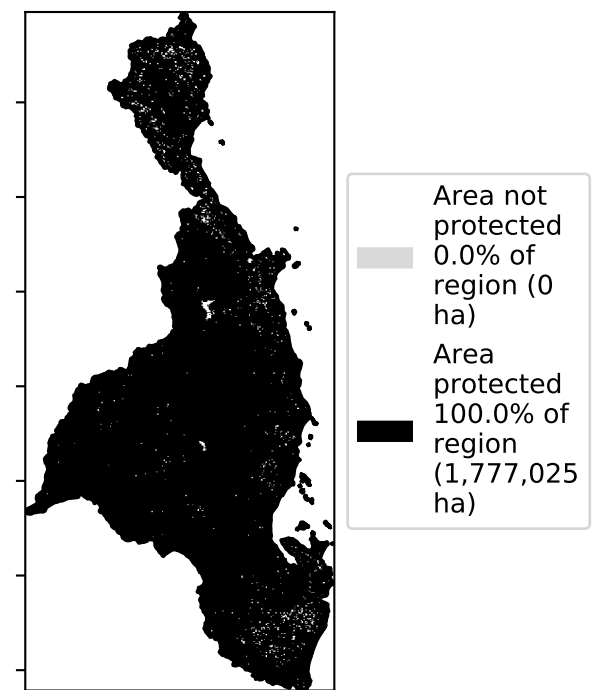 Area not
protected
0.0% of
region (0
ha)
Area
protected
100.0% of
region
(1,777,025
ha)